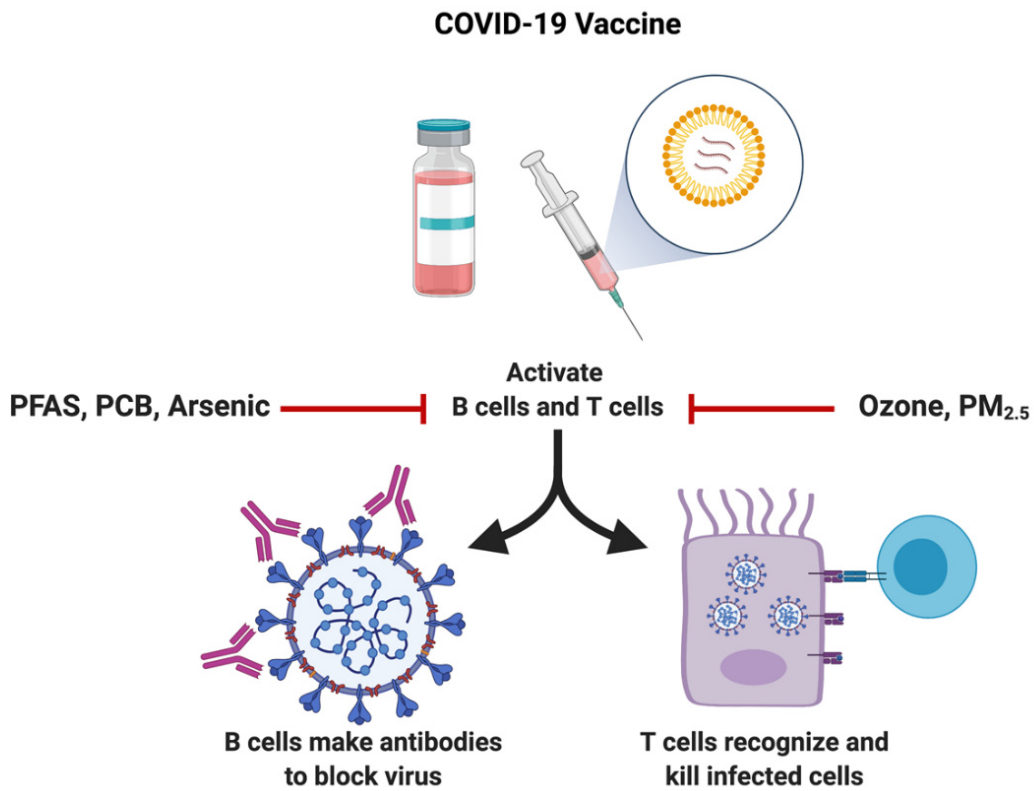 COVID-19 Vaccine
Activate
PFAS, PCB, Arsenic
B cells and T cells
Ozone, PM₂.₅
B cells make antibodies
to block virus
T cells recognize and
kill infected cells